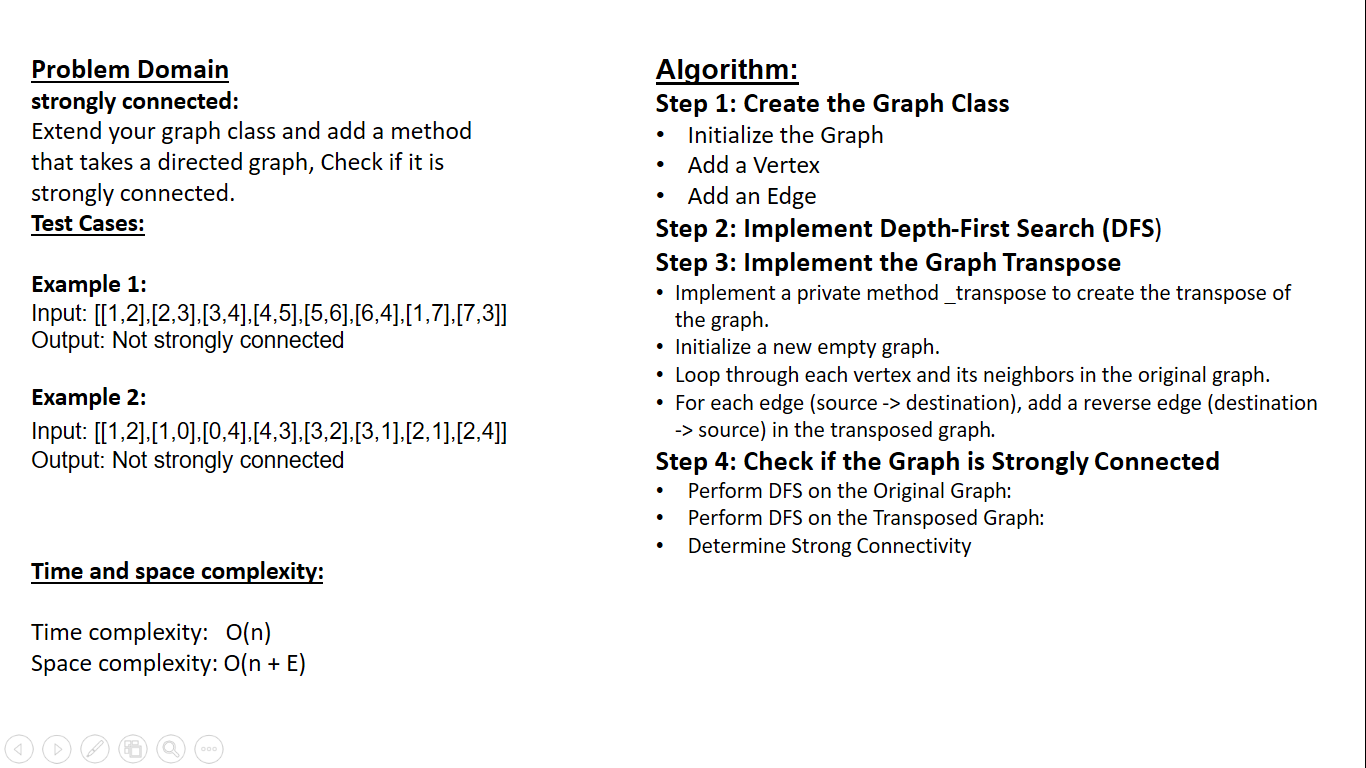 Problem Domain
strongly connected:
Extend your graph class and add a method
that takes a directed graph, Check if it is
strongly connected.
Test Cases:
Example 1:
Input: [[1,2],[2,3],[3,4],[4,5],[5,6],[6,4],[1,7],[7,3]]
Output: Not strongly connected
Example 2:
Input: [[1,2],[1,0],[0,4],[4,3],[3,2],[3,1],[2,1],[2,4]]
Output: Not strongly connected
Time and space complexity:
Time complexity:   O(n)
Space complexity: O(n + E)
Algorithm:
Step 1: Create the Graph Class
• Initialize the Graph
• Add a Vertex
• Add an Edge
Step 2: Implement Depth-First Search (DFS)
Step 3: Implement the Graph Transpose
• Implement a private method _transpose to create the transpose of
the graph.
• Initialize a new empty graph.
• Loop through each vertex and its neighbors in the original graph.
• For each edge (source -> destination), add a reverse edge (destination
-> source) in the transposed graph.
Step 4: Check if the Graph is Strongly Connected
• Perform DFS on the Original Graph:
• Perform DFS on the Transposed Graph:
• Determine Strong Connectivity